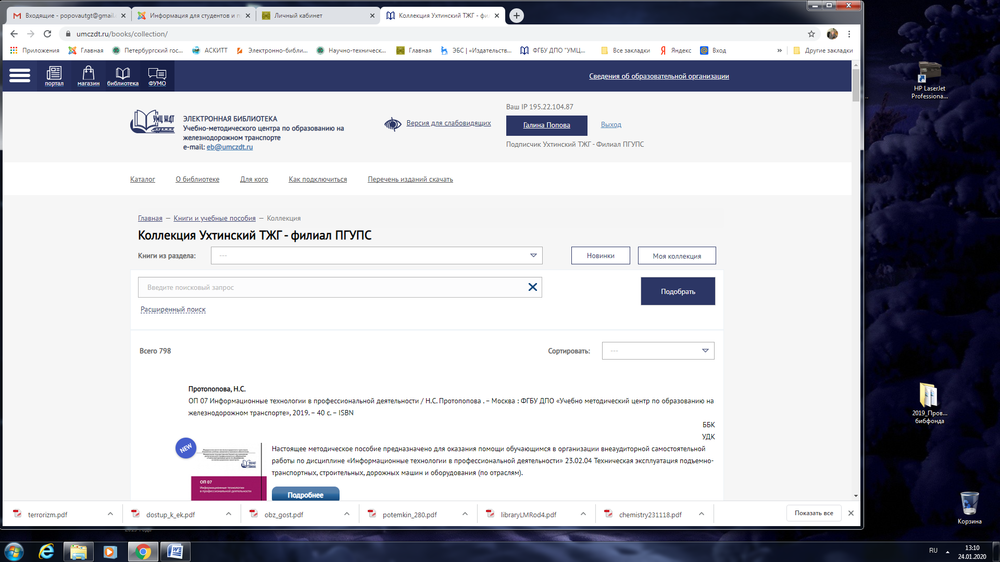 Входящие - popovautgt@gmail.
Информация для студентов и п
Личный кабинет
Коллекция Ухтинский ТЖГ - фил
umczdt.ru/books/collection/
Приложения
Главная
Петербургский гос...
АСКИТТ
Электронно-библи...
Научно-техническ...
Главная
ЭБС | «Издательств...
ФГБУ ДПО "УМЦ...
Все закладки
Яндекс
Вход
»
Другие закладки
портал
магазин
библиотека
ФУМО
Сведения об образовательной организации
УМЦ ЖДТ
ЭЛЕКТРОННАЯ БИБЛИОТЕКА
Учебно-методического центра по образованию на
железнодорожном транспорте
e-mail: eb@umczdt.ru
Версия для слабовидящих
Ваш IP 195.22.104.87
Галина Попова
Выход
Подписчик Ухтинский ТЖГ - Филиал ПГУПС
Каталог
О библиотеке
Для кого
Как подключиться
Перечень изданий скачать
Главная — Книги и учебные пособия — Коллекция
Коллекция Ухтинский ТЖГ - филиал ПГУПС
Книги из раздела:
---
Новинки
Моя коллекция
Введите поисковый запрос
Подобрать
Расширенный поиск
Всего 798
Сортировать:
---
Протопопова, Н.С.
ОП 07 Информационные технологии в профессиональной деятельности / Н.С. Протопопова . – Москва : ФГБУ ДПО «Учебно методический центр по образованию на
железнодорожном транспорте», 2019. – 40 с. – ISBN
ББК
УДК
NEW
ОП 07
Информационные технологии
в профессиональной деятельности
Настоящее методическое пособие предназначено для оказания помощи обучающимся в организации внеаудиторной самостоятельной
работы по дисциплине «Информационные технологии в профессиональной деятельности» 23.02.04 Техническая эксплуатация подъемно-
транспортных, строительных, дорожных машин и оборудования (по отраслям).
Подробнее
terrorizm.pdf
dostup_k_ek.pdf
obz_gost.pdf
potemkin_280.pdf
libraryLMRod4.pdf
chemistry231118.pdf
Показать все
HP LaserJet
Professiona...
2019_Пров...
бибфонда
Корзина
RU
13:10
24.01.2020